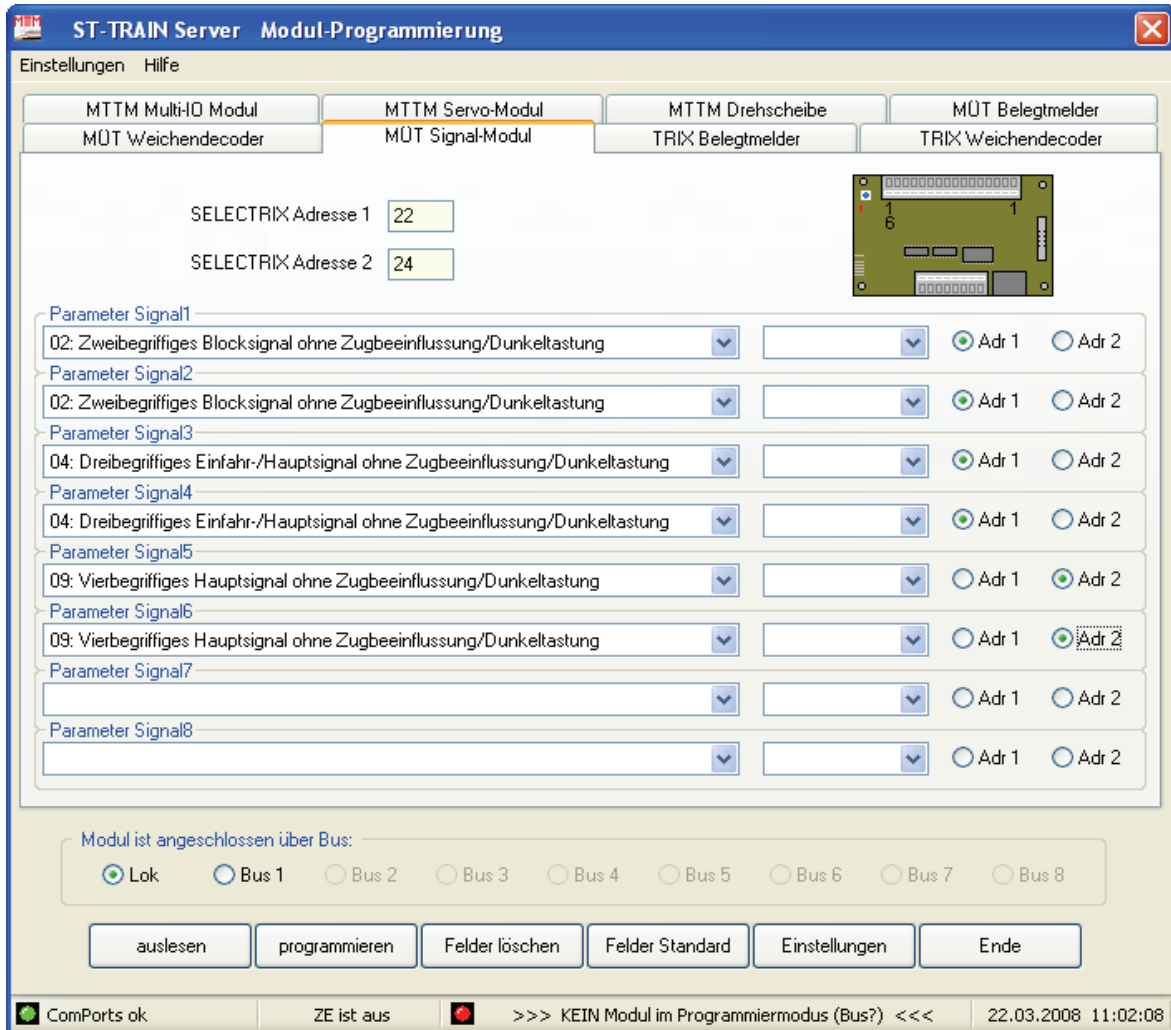 MTTM
ST-TRAIN Server Modul-Programmierung
Einstellungen Hilfe
MTTM Multi-IO Modul MTTM Servo-Modul MTTM Drehscheibe MÜT Belegtmelder
MÜT Weichendecoder MÜT Signal-Modul TRIX Belegtmelder TRIX Weichendecoder
SELECTRIX Adresse 1 22
1 1
6
SELECTRIX Adresse 2 24
Parameter Signal1
02: Zweibegriffiges Blocksignal ohne Zugbeeinflussung/Dunkeltastung Adr 1 Adr 2
Parameter Signal2
02: Zweibegriffiges Blocksignal ohne Zugbeeinflussung/Dunkeltastung Adr 1 Adr 2
Parameter Signal3
04: Dreibegriffiges Einfahr-/Hauptsignal ohne Zugbeeinflussung/Dunkeltastung Adr 1 Adr 2
Parameter Signal4
04: Dreibegriffiges Einfahr-/Hauptsignal ohne Zugbeeinflussung/Dunkeltastung Adr 1 Adr 2
Parameter Signal5
09: Vierbegriffiges Hauptsignal ohne Zugbeeinflussung/Dunkeltastung Adr 1 Adr 2
Parameter Signal6
09: Vierbegriffiges Hauptsignal ohne Zugbeeinflussung/Dunkeltastung Adr 1 Adr 2
Parameter Signal7
Adr 1 Adr 2
Parameter Signal8
Adr 1 Adr 2
Modul ist angeschlossen über Bus:
Lok Bus 1 Bus 2 Bus 3 Bus 4 Bus 5 Bus 6 Bus 7 Bus 8
auslesen programmieren Felder löschen Felder Standard Einstellungen Ende
ComPorts ok ZE ist aus >>> KEIN Modul im Programmiermodus (Bus?) <<< 22.03.2008 11:02:08